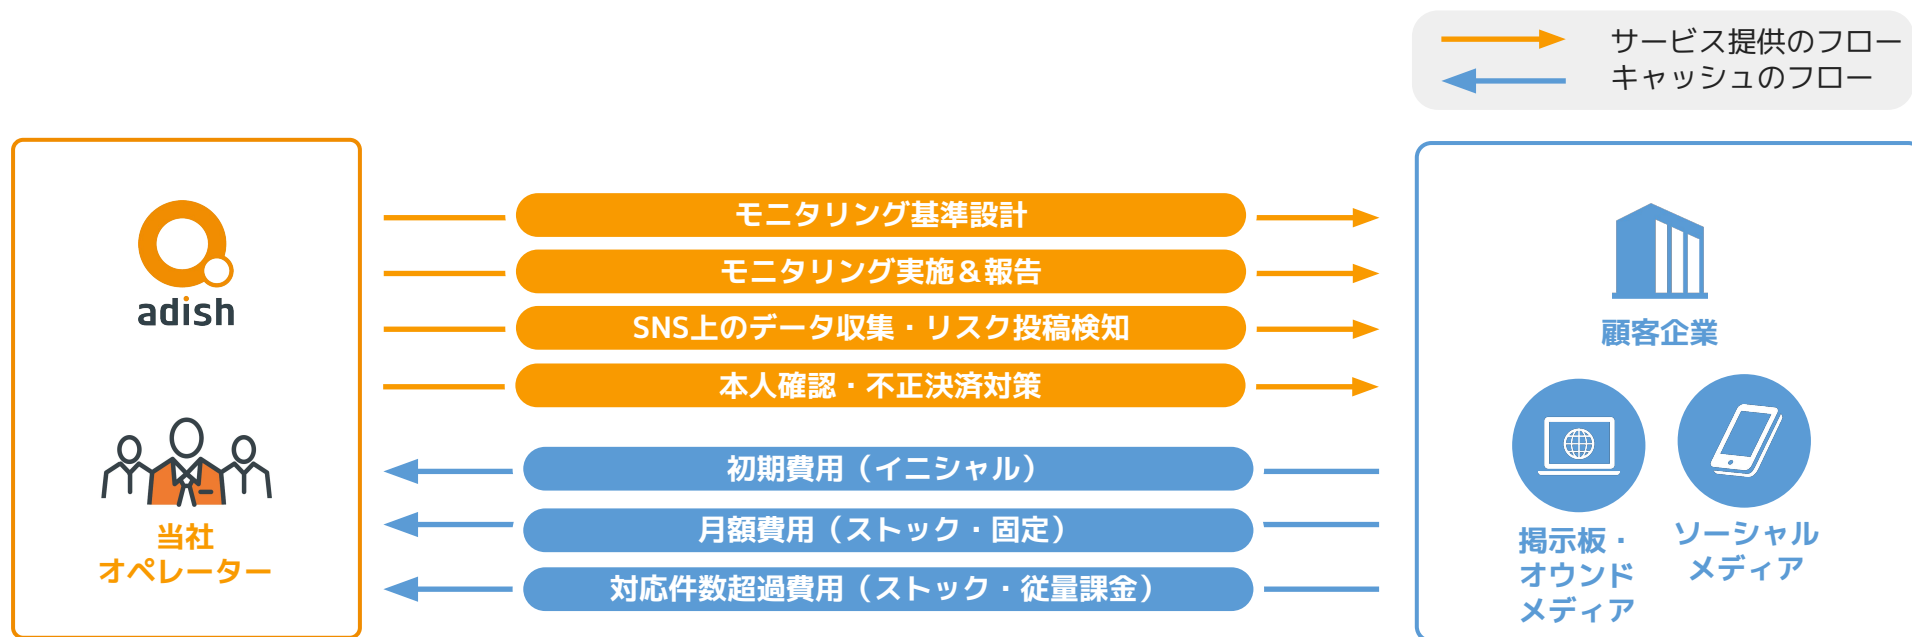 サービス提供のフロー
キャッシュのフロー
adish
当社
オペレーター
モニタリング基準設計
モニタリング実施＆報告
SNS上のデータ収集・リスク投稿検知
本人確認・不正決済対策
初期費用（イニシャル）
月額費用（ストック・固定）
対応件数超過費用（ストック・従量課金）
顧客企業
掲示板・
オウンド
メディア
ソーシャル
メディア